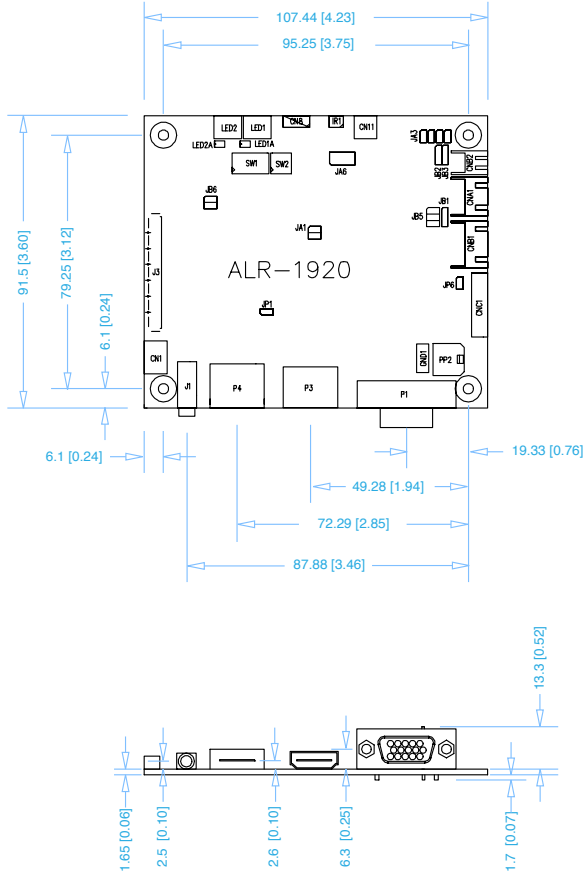 107.44 [4.23]
95.25 [3.75]
LED2
LED1
CN8
IR1
CN11
JA3
LED2A
LED1A
SW1
SW2
JA6
JB2
JB3
CNB2
JB6
JB1
CNA1
JB5
JA1
CNB1
91.5 [3.60]
79.25 [3.12]
J3
ALR-1920
JP6
CNC1
6.1 [0.24]
JP1
CN1
GND1
PP2
J1
P4
P3
P1
6.1 [0.24]
19.33 [0.76]
49.28 [1.94]
72.29 [2.85]
87.88 [3.46]
13.3 [0.52]
1.65 [0.06]
2.5 [0.10]
2.6 [0.10]
6.3 [0.25]
1.7 [0.07]